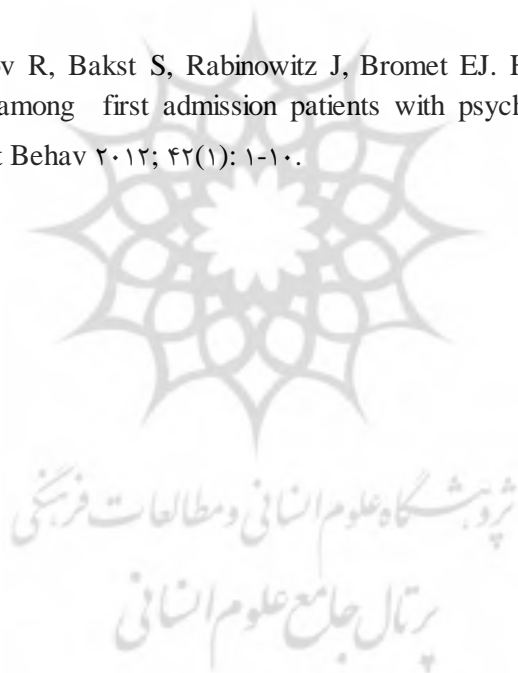 ov R, Bakst S, Rabinowitz J, Bromet EJ. H
among first admission patients with psych
t Behav ۲۰۱۲; ۴۲(۱): ۱-۱۰.
پژوهشگاه علوم انسانی و مطالعات فرهنگی
پرتال جامع علوم انسانی